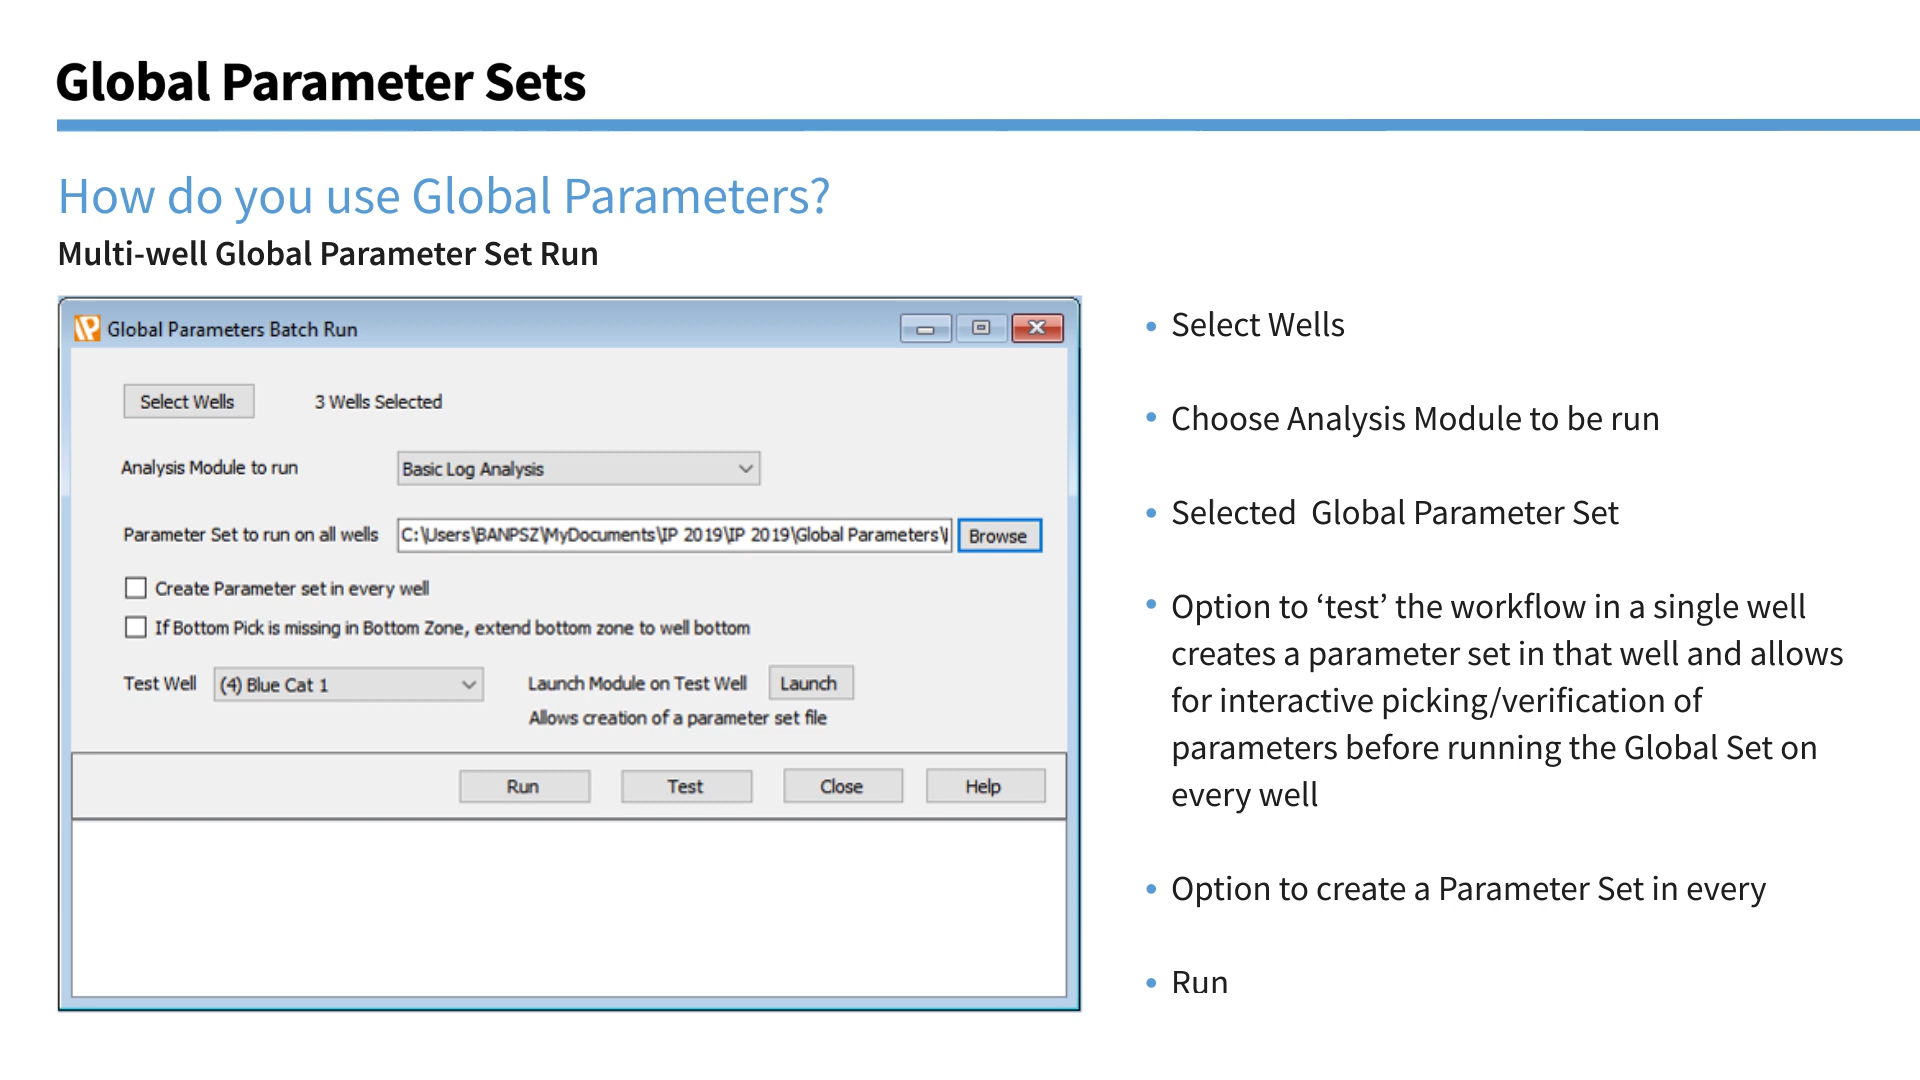 Global Parameter Sets
How do you use Global Parameters?
Multi-well Global Parameter Set Run
Global Parameters Batch Run
Select Wells
3 Wells Selected
Analysis Module to run
Basic Log Analysis
Parameter Set to run on all wells
C:\Users\BANPSZ\MyDocuments\IP 2019\IP 2019\Global Parameters\
Browse
Create Parameter set in every well
If Bottom Pick is missing in Bottom Zone, extend bottom zone to well bottom
Test Well
(4) Blue Cat 1
Launch Module on Test Well
Launch
Allows creation of a parameter set file
Run
Test
Close
Help
• Select Wells
• Choose Analysis Module to be run
• Selected  Global Parameter Set
• Option to ‘test’ the workflow in a single well
creates a parameter set in that well and allows
for interactive picking/verification of
parameters before running the Global Set on
every well
• Option to create a Parameter Set in every
• Run